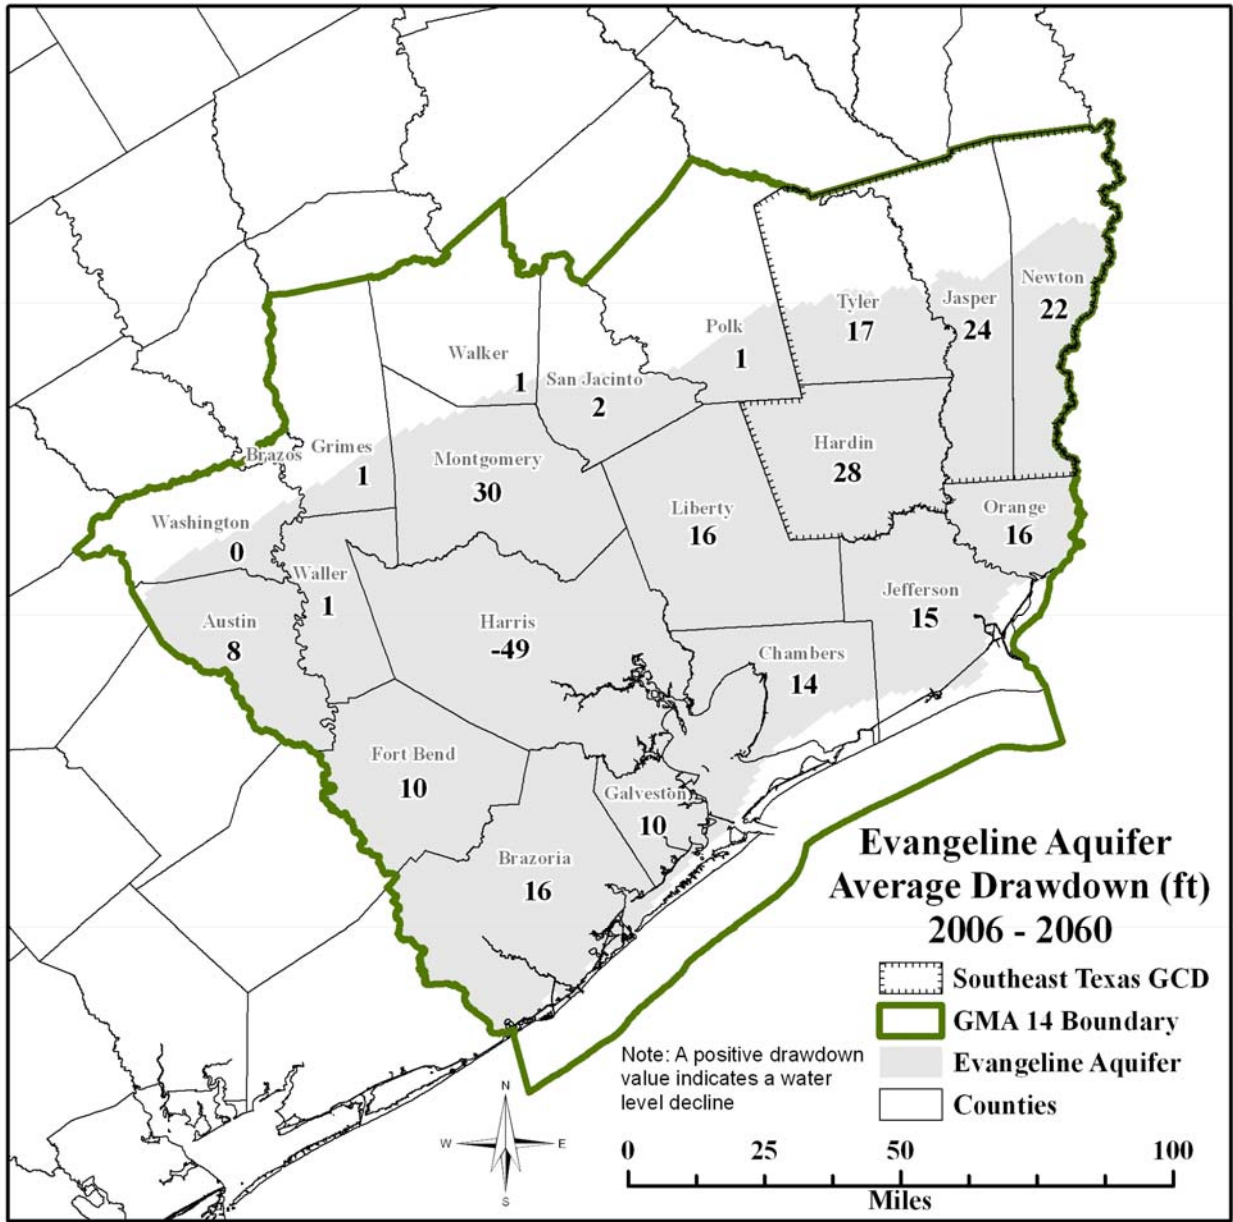 Newton
22
Jasper
24
Tyler
17
Polk
1
Walker
1
San Jacinto
2
Hardin
28
Grimes
1
Brazos
Montgomery
30
Liberty
16
Orange
16
Washington
0
Waller
1
Jefferson
15
Austin
8
Harris
-49
Chambers
14
Fort Bend
10
Galveston
10
Brazoria
16
Evangeline Aquifer
Average Drawdown (ft)
2006 - 2060
Southeast Texas GCD
GMA 14 Boundary
Evangeline Aquifer
Counties
Note: A positive drawdown
value indicates a water
level decline
N
W E
S
0 25 50 100
Miles